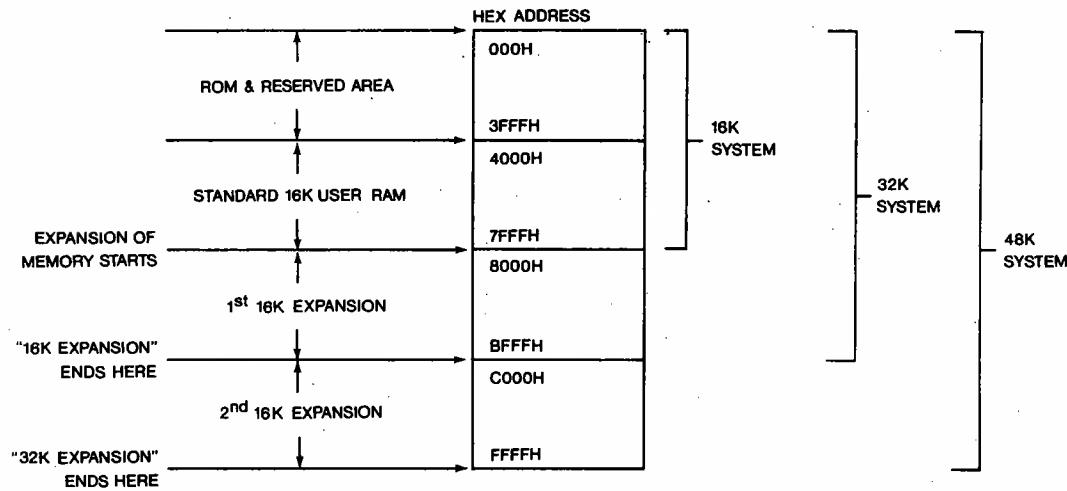 HEX ADDRESS
000H
ROM & RESERVED AREA
3FFFH
16K
SYSTEM
4000H
STANDARD 16K USER RAM
32K
SYSTEM
EXPANSION OF
MEMORY STARTS
7FFFH
8000H
48K
SYSTEM
1st 16K EXPANSION
"16K EXPANSION"
ENDS HERE
BFFFH
C000H
2nd 16K EXPANSION
"32K EXPANSION"
ENDS HERE
FFFFH